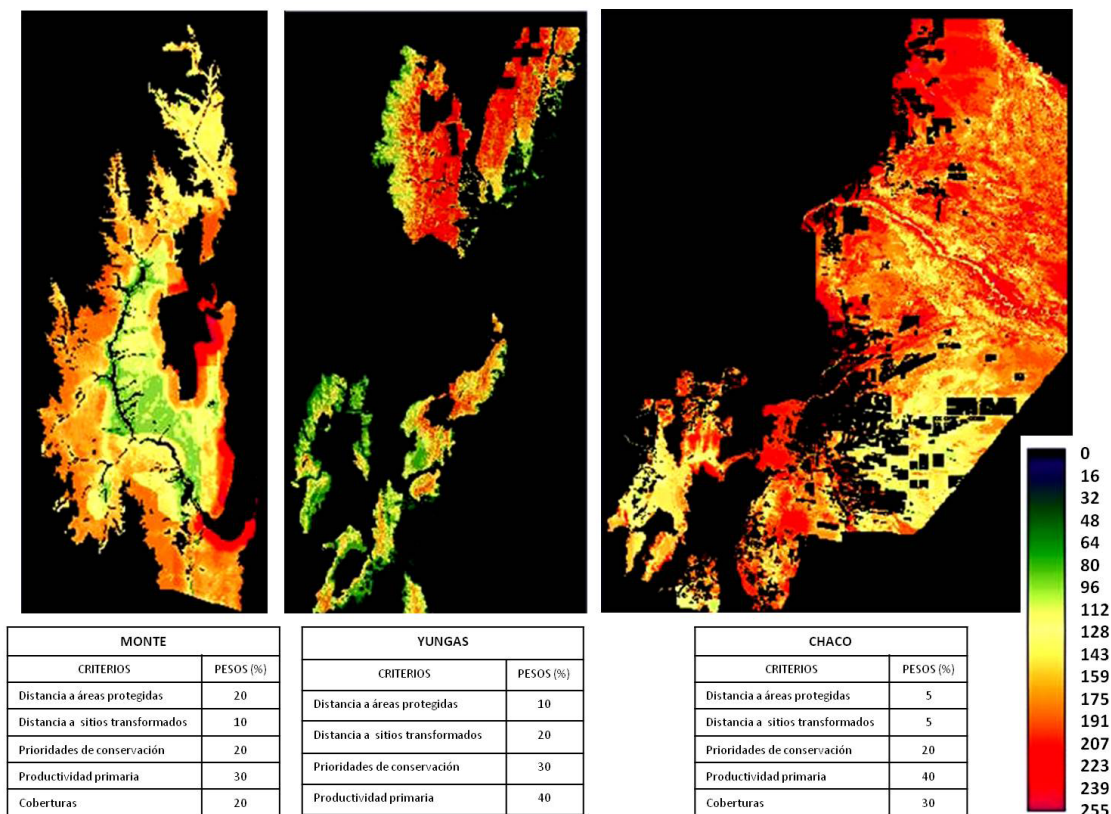 MONTE
CRITERIOS PESOS (%)
Distancia a áreas protegidas 20
Distancia a sitios transformados 10
Prioridades de conservación 20
Productividad primaria 30
Coberturas 20
YUNGAS
CRITERIOS PESOS (%)
Distancia a áreas protegidas 10
Distancia a sitios transformados 20
Prioridades de conservación 30
Productividad primaria 40
CHACO
CRITERIOS PESOS (%)
Distancia a áreas protegidas 5
Distancia a sitios transformados 5
Prioridades de conservación 20
Productividad primaria 40
Coberturas 30
0
16
32
48
64
80
96
112
128
143
159
175
191
207
223
239
255